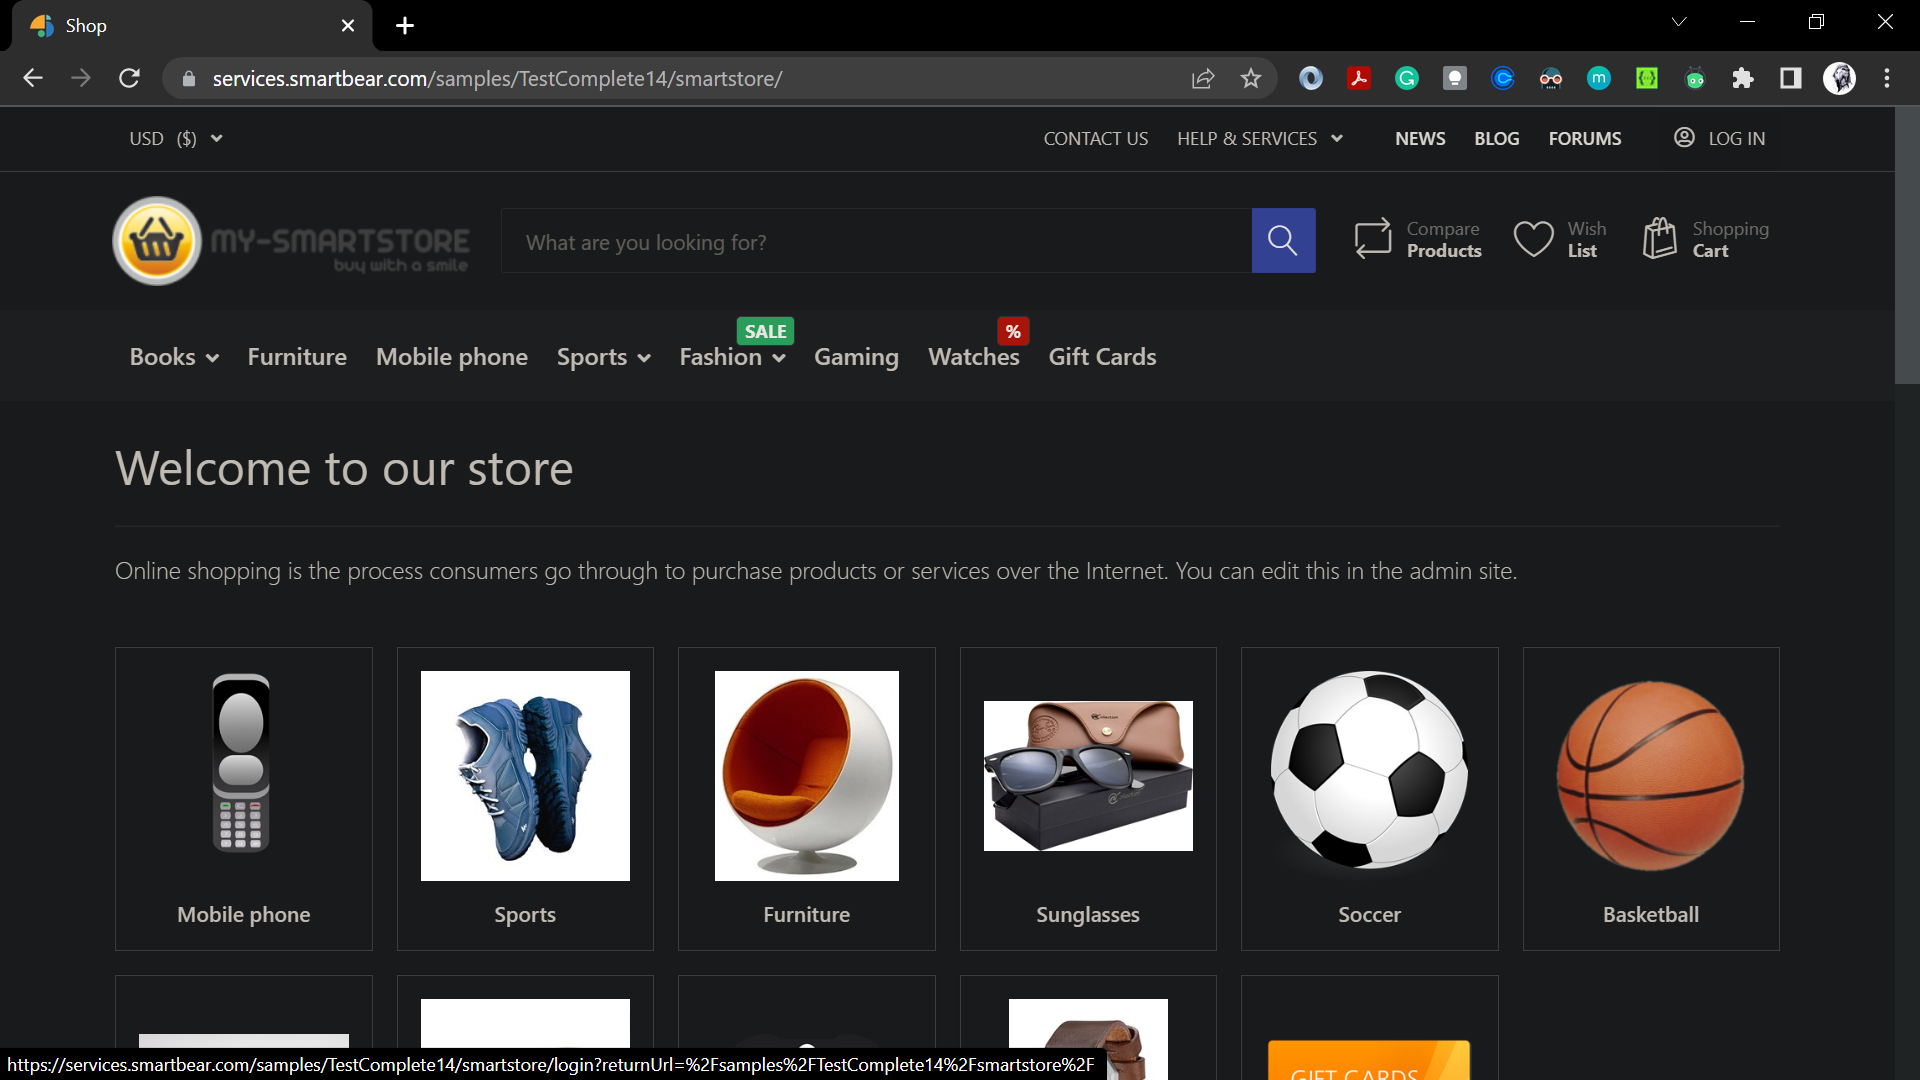 Shop
services.smartbear.com/samples/TestComplete14/smartstore/
USD ($)
CONTACT US
HELP & SERVICES
NEWS
BLOG
FORUMS
LOG IN
MY-SMARTSTORE
buy with a smile
What are you looking for?
Compare
Products
Wish
List
Shopping
Cart
SALE
%
Books
Furniture
Mobile phone
Sports
Fashion
Gaming
Watches
Gift Cards
Welcome to our store
Online shopping is the process consumers go through to purchase products or services over the Internet. You can edit this in the admin site.
Mobile phone
Sports
Furniture
Sunglasses
Soccer
Basketball
GIFT CARDS
https://services.smartbear.com/samples/TestComplete14/smartstore/login?returnUrl=%2Fsamples%2FTestComplete14%2Fsmartstore%2F